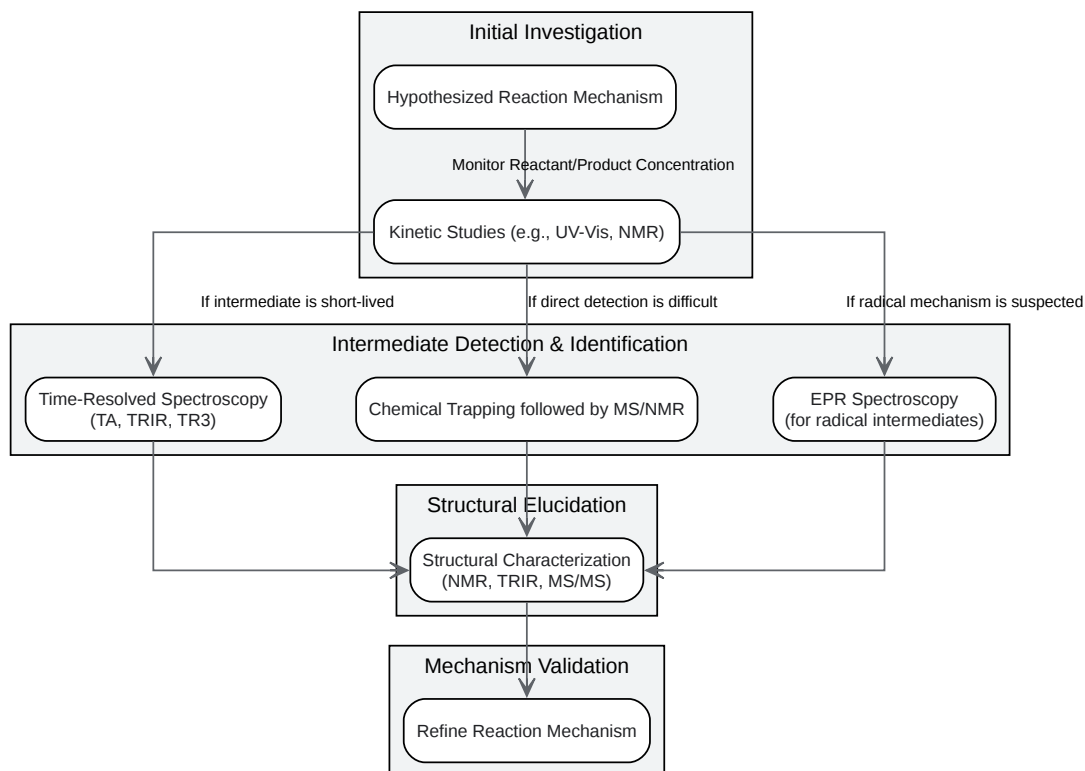 Initial Investigation
Hypothesized Reaction Mechanism
Monitor Reactant/Product Concentration
Kinetic Studies (e.g., UV-Vis, NMR)
If intermediate is short-lived
If direct detection is difficult
If radical mechanism is suspected
Intermediate Detection & Identification
Time-Resolved Spectroscopy
(TA, TRIR, TR3)
Chemical Trapping followed by MS/NMR
EPR Spectroscopy
(for radical intermediates)
Structural Elucidation
Structural Characterization
(NMR, TRIR, MS/MS)
Mechanism Validation
Refine Reaction Mechanism